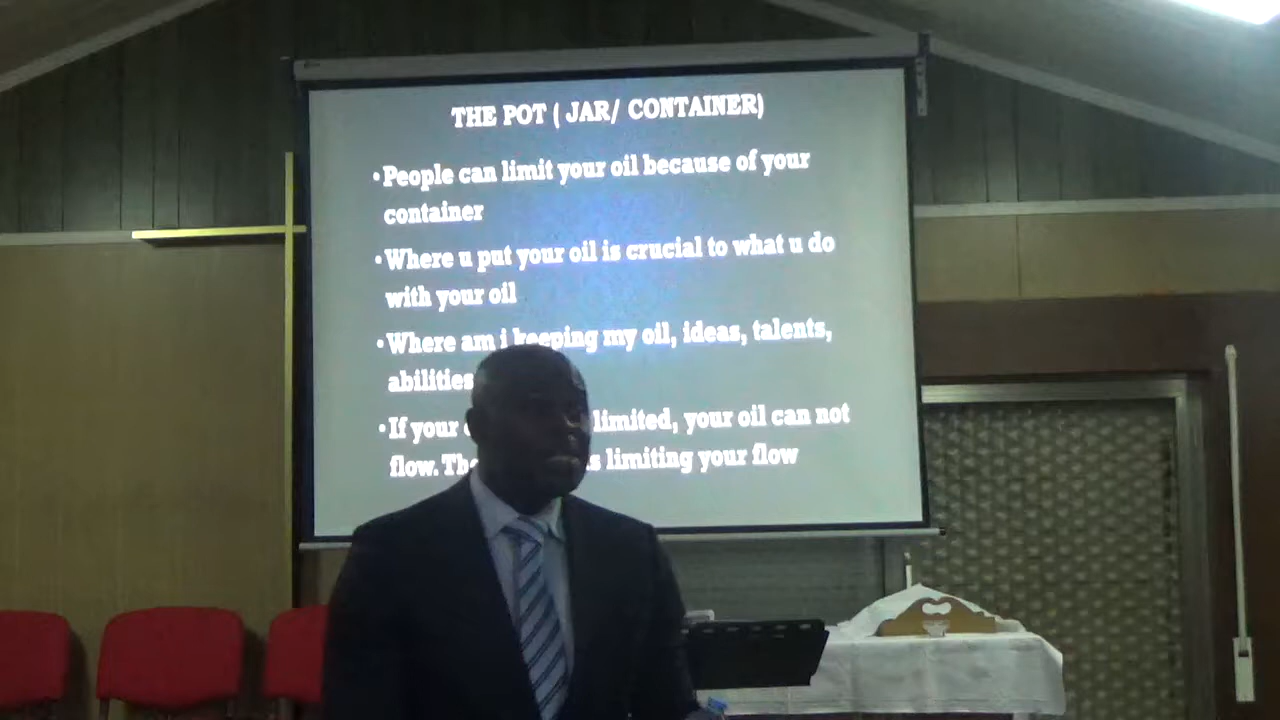 THE POT ( JAR/ CONTAINER)
• People can limit your oil because of your
container
• Where u put your oil is crucial to what u do
with your oil
• Where am i keeping my oil, ideas, talents,
abilities
• If your limited, your oil can not
flow. limiting your flow